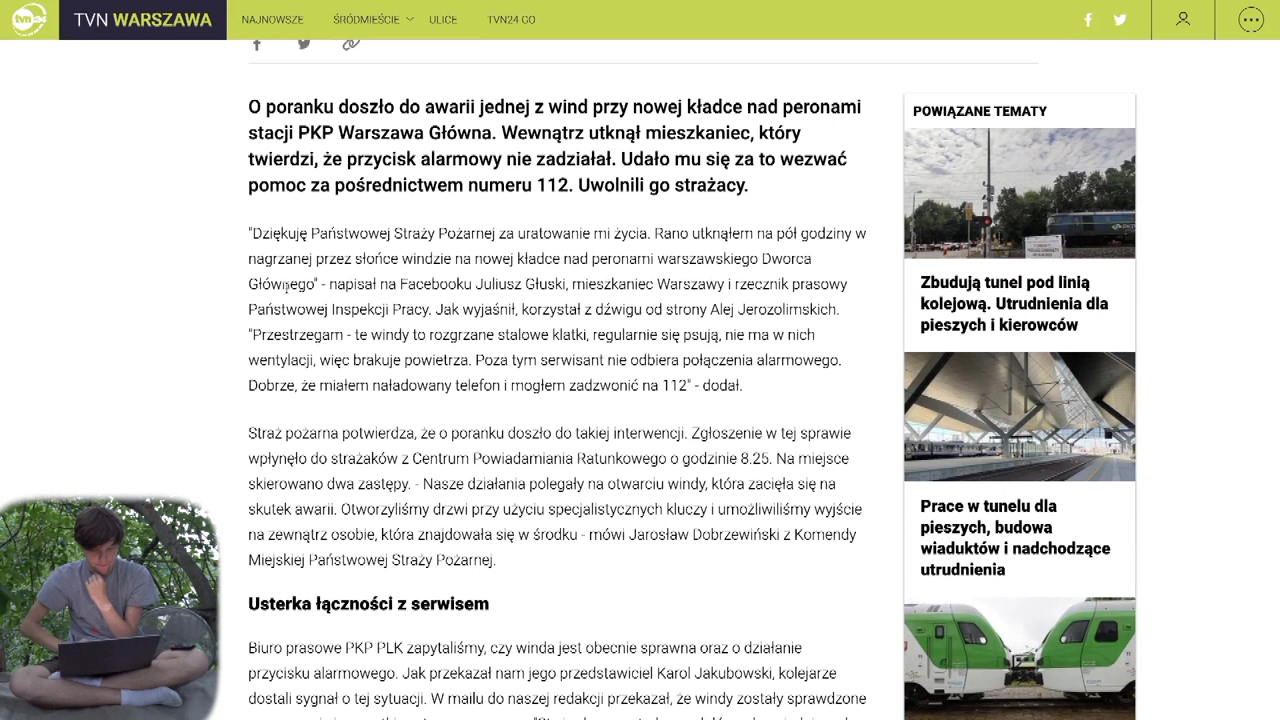 tvn24 TVN WARSZAWA NAJNOWSZE ŚRÓDMIEŚCIE ULICE TVN24 GO
O poranku doszło do awarii jednej z wind przy nowej kładce nad peronami
stacji PKP Warszawa Główna. Wewnątrz utknął mieszkaniec, który
twierdzi, że przycisk alarmowy nie zadziałał. Udało mu się za to wezwać
pomoc za pośrednictwem numeru 112. Uwolnili go strażacy.
"Dziękuję Państwowej Straży Pożarnej za uratowanie mi życia. Rano utknąłem na pół godziny w
nagrzanej przez słońce windzie na nowej kładce nad peronami warszawskiego Dworca
Głównego" - napisał na Facebooku Juliusz Głuski, mieszkaniec Warszawy i rzecznik prasowy
Państwowej Inspekcji Pracy. Jak wyjaśnił, korzystał z dźwigu od strony Alej Jerozolimskich.
"Przestrzegam - te windy to rozgrzane stalowe klatki, regularnie się psują, nie ma w nich
wentylacji, więc brakuje powietrza. Poza tym serwisant nie odbiera połączenia alarmowego.
Dobrze, że miałem naładowany telefon i mogłem zadzwonić na 112" - dodał.
Straż pożarna potwierdza, że o poranku doszło do takiej interwencji. Zgłoszenie w tej sprawie
wpłynęło do strażaków z Centrum Powiadamiania Ratunkowego o godzinie 8.25. Na miejsce
skierowano dwa zastępy. - Nasze działania polegały na otwarciu windy, która zacięła się na
skutek awarii. Otworzyliśmy drzwi przy użyciu specjalistycznych kluczy i umożliwiliśmy wyjście
na zewnątrz osobie, która znajdowała się w środku - mówi Jarosław Dobrzewiński z Komendy
Miejskiej Państwowej Straży Pożarnej.
Usterka łączności z serwisem
Biuro prasowe PKP PLK zapytaliśmy, czy winda jest obecnie sprawna oraz o działanie
przycisku alarmowego. Jak przekazał nam jego przedstawiciel Karol Jakubowski, kolejarze
dostali sygnał o tej sytuacji. W mailu do naszej redakcji przekazał, że windy zostały sprawdzone
POWIĄZANE TEMATY
Zbudują tunel pod linią
kolejową. Utrudnienia dla
pieszych i kierowców
Prace w tunelu dla
pieszych, budowa
wiaduktów i nadchodzące
utrudnienia